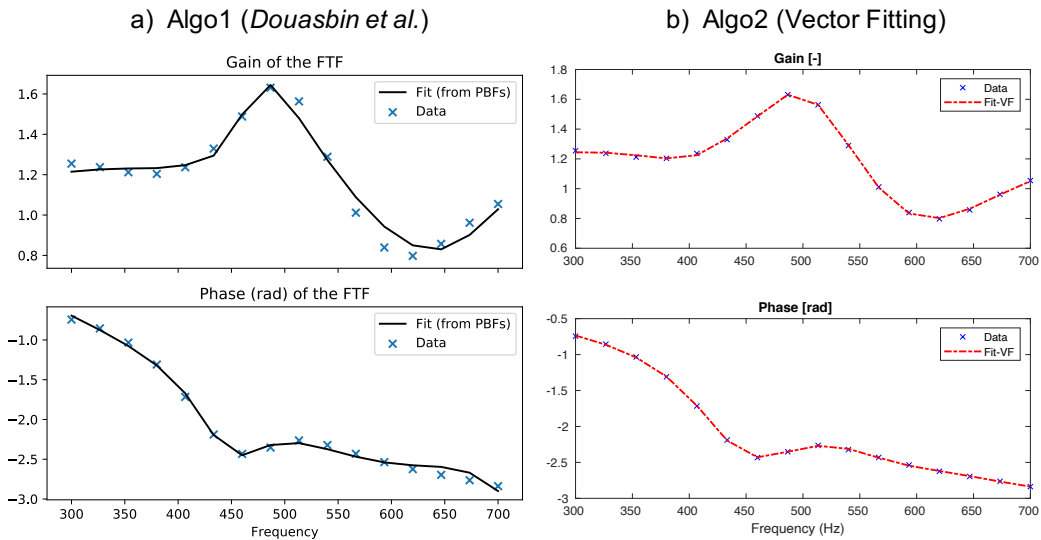 a) Algo1 (Douasbin et al.)
Gain of the FTF
Fit (from PBFs)
Data
1.6
1.4
1.2
1.0
0.8
Phase (rad) of the FTF
Fit (from PBFs)
Data
−1.0
−1.5
−2.0
−2.5
−3.0
300 350 400 450 500 550 600 650 700
Frequency
b) Algo2 (Vector Fitting)
Gain [-]
Data
Fit-VF
1.8
1.6
1.4
1.2
1
0.8
0.6
300 350 400 450 500 550 600 650 700
Phase [rad]
Data
Fit-VF
-0.5
-1
-1.5
-2
-2.5
-3
300 350 400 450 500 550 600 650 700
Frequency (Hz)